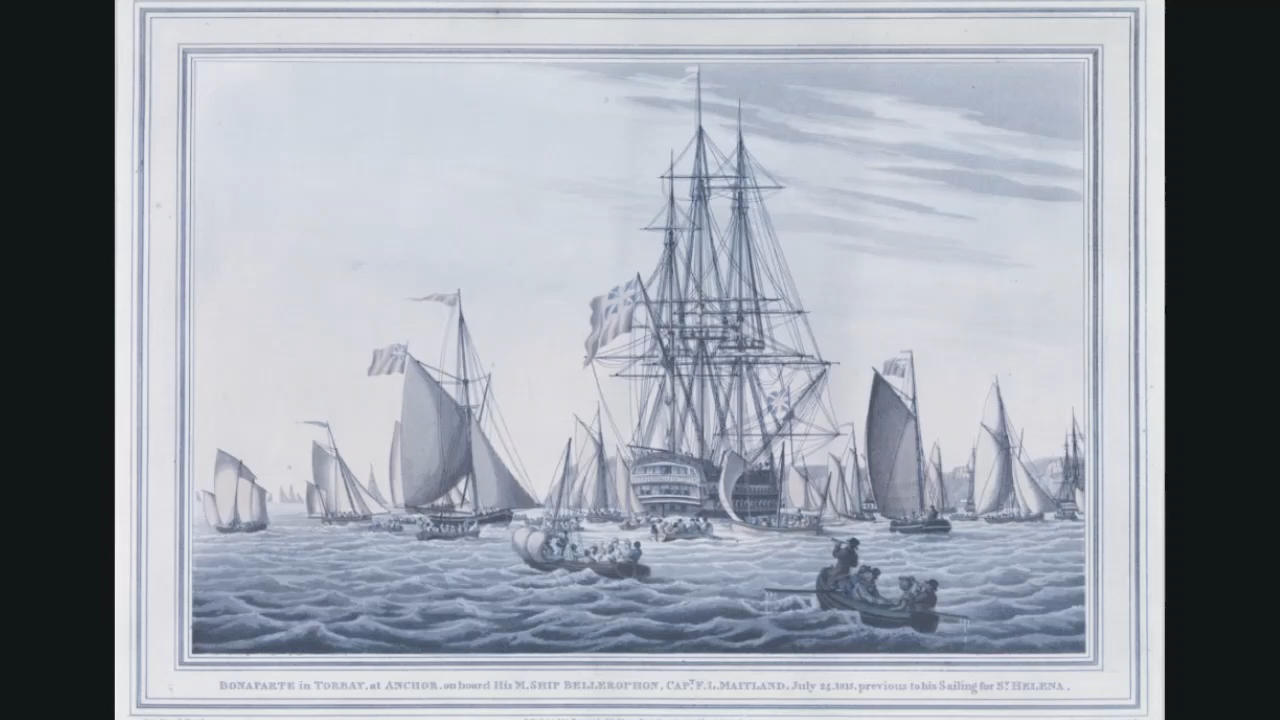 BONAPARTE in TORBAY, at ANCHOR, on board His M. SHIP BELLEROPHON, CAPT. F. L. MAITLAND, July 24, 1815, previous to his Sailing for ST. HELENA.